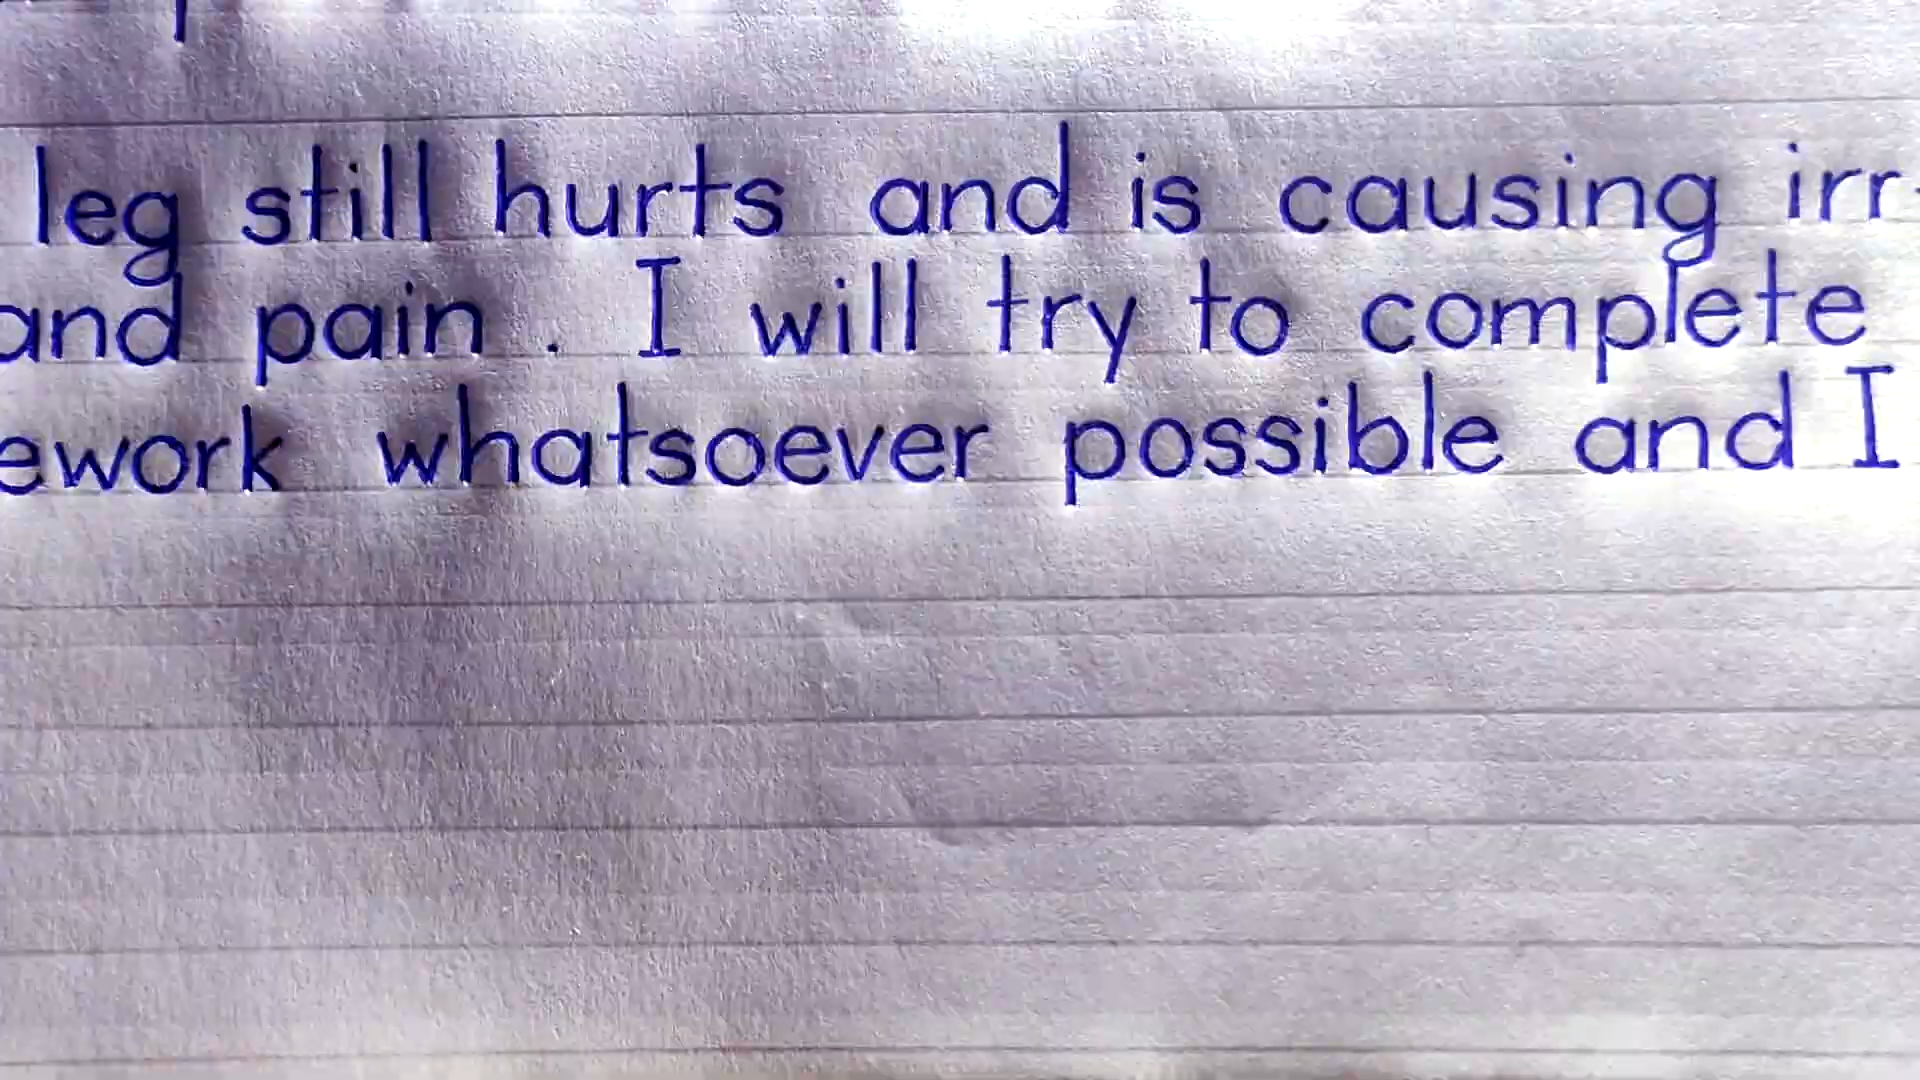 leg still hurts and is causing irr
and pain . I will try to complete
ework whatsoever possible and I